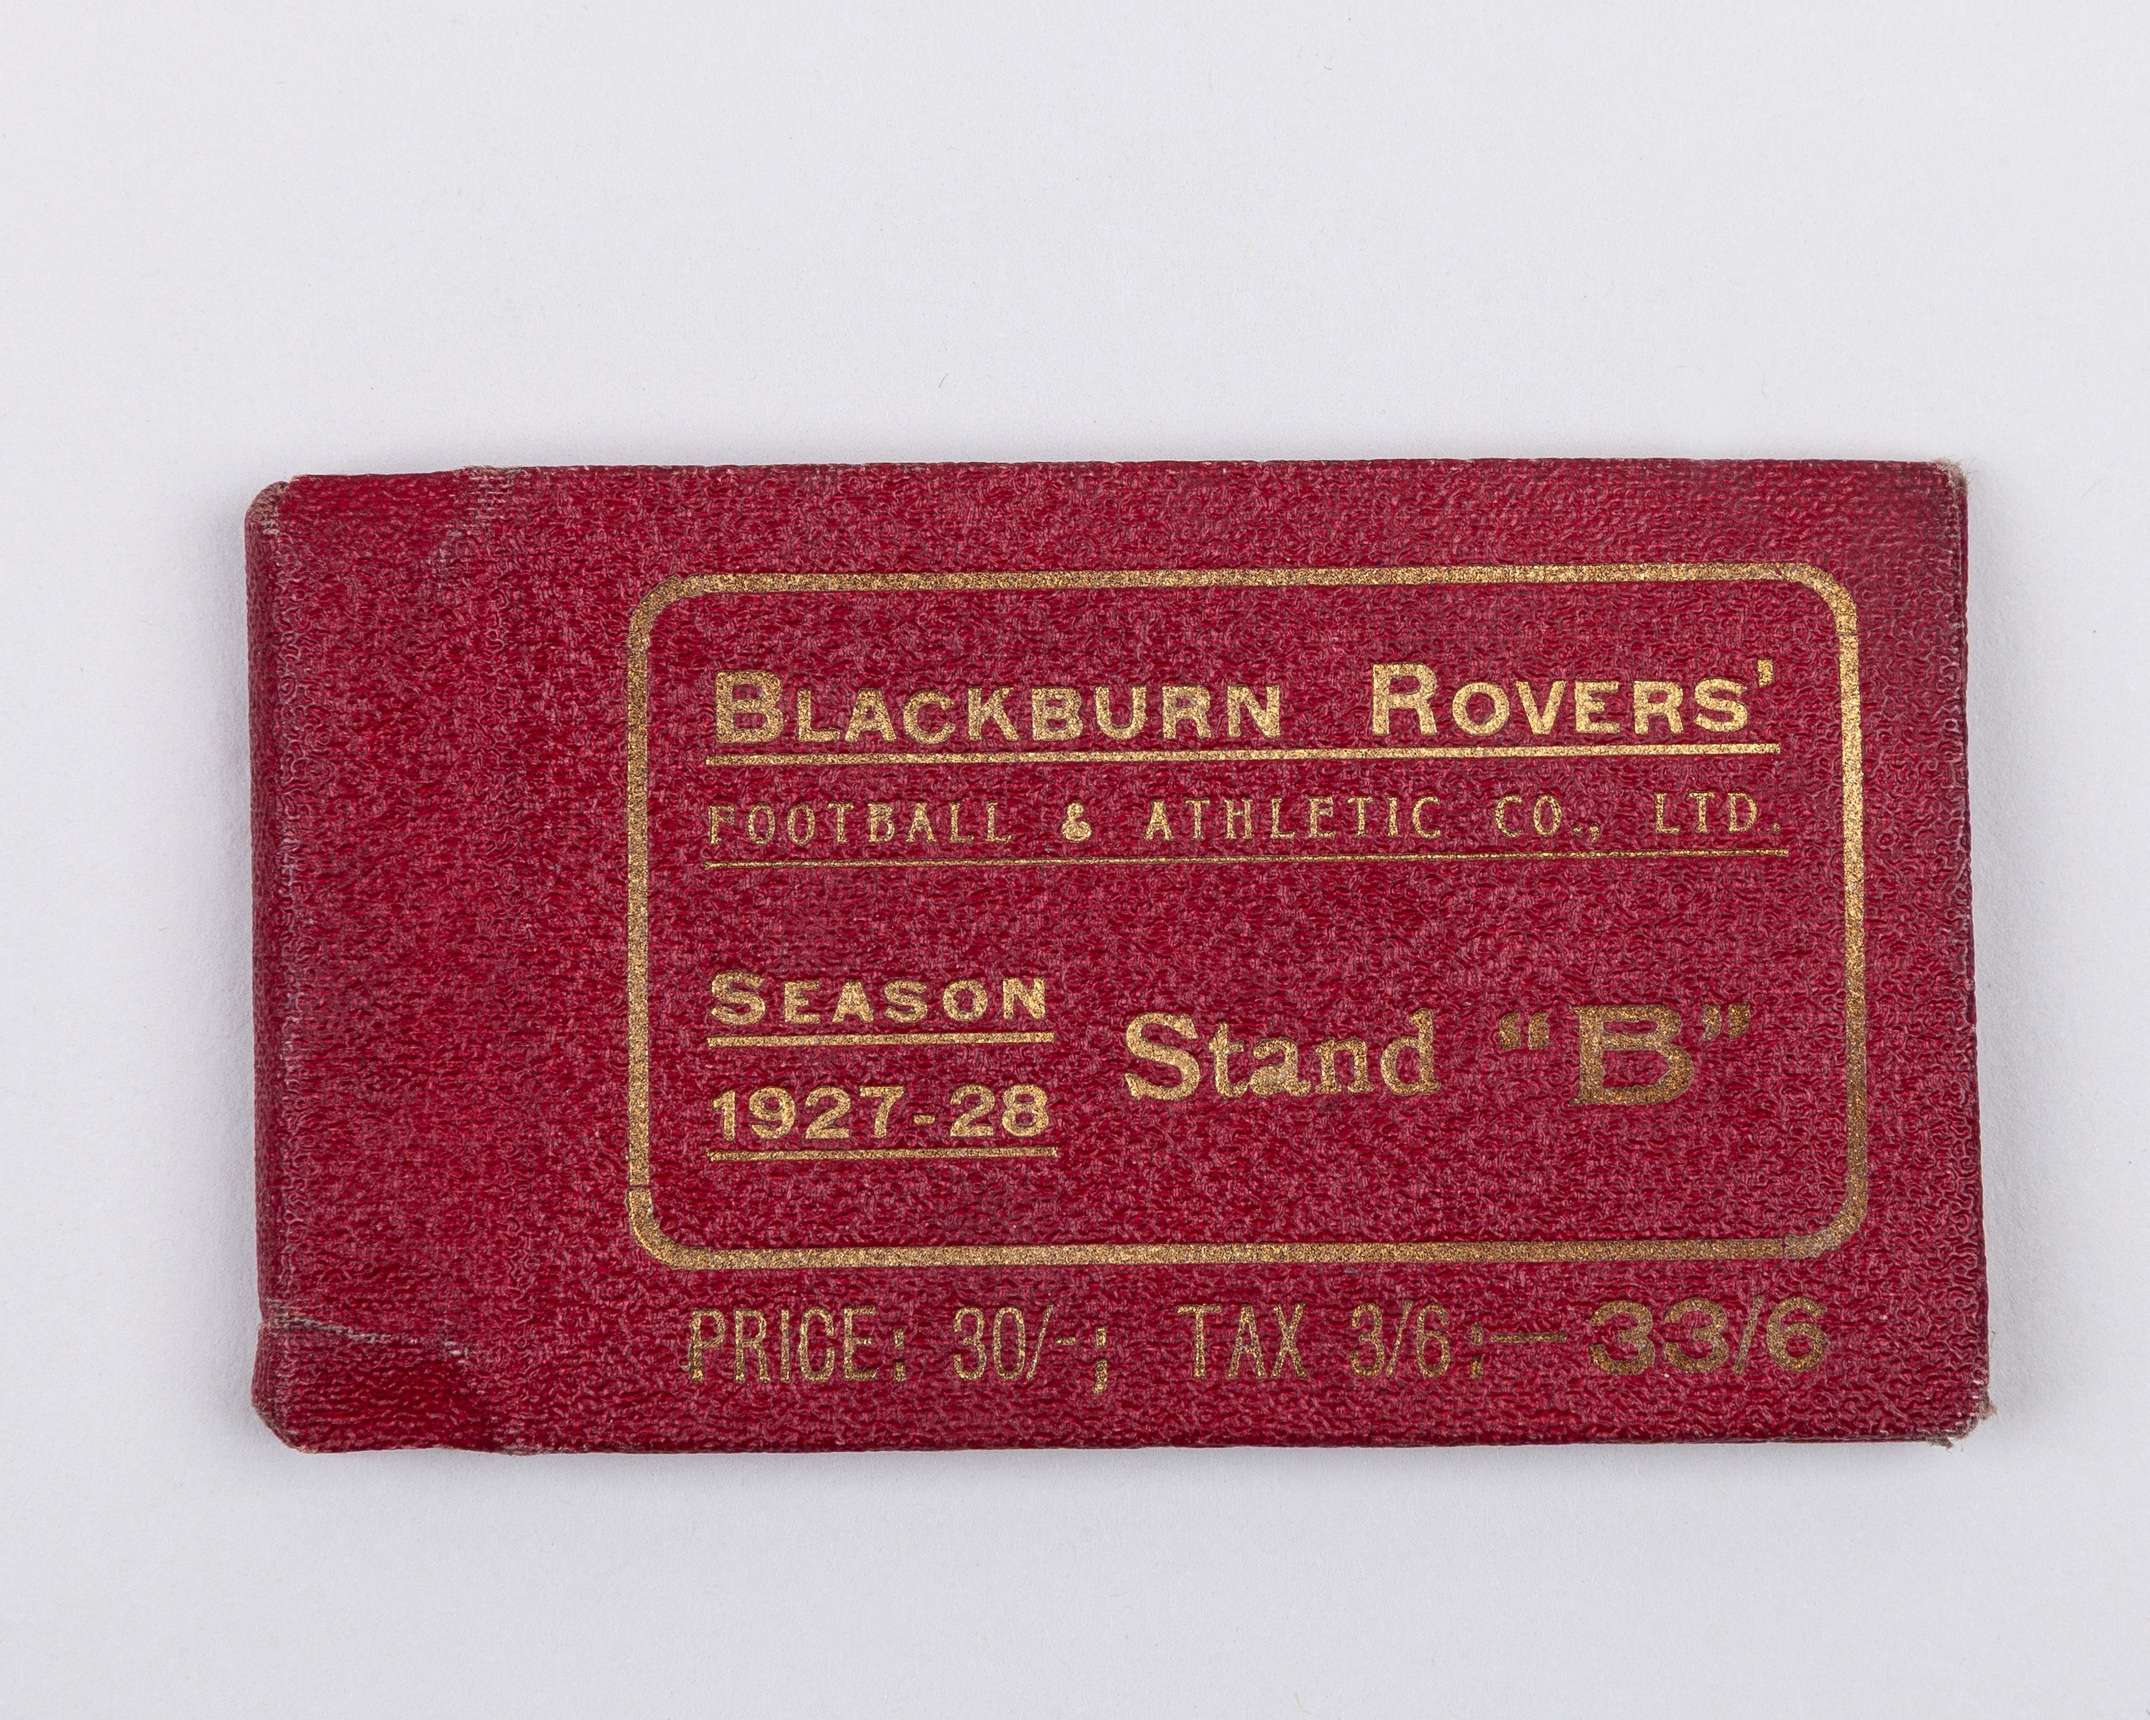 BLACKBURN ROVERS'
FOOTBALL & ATHLETIC CO., LTD.
SEASON
1927-28
Stand "B"
PRICE: 30/-; TAX 3/6;—33/6